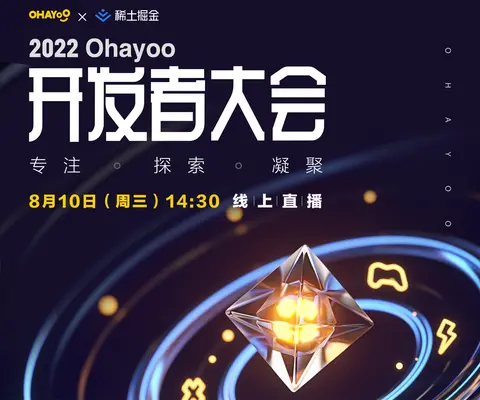 OHAYOO × 稀土掘金
2022 Ohayoo
开发者大会
专注 · 探索 · 凝聚
8月10日（周三）14:30 线上直播
OHAYOO